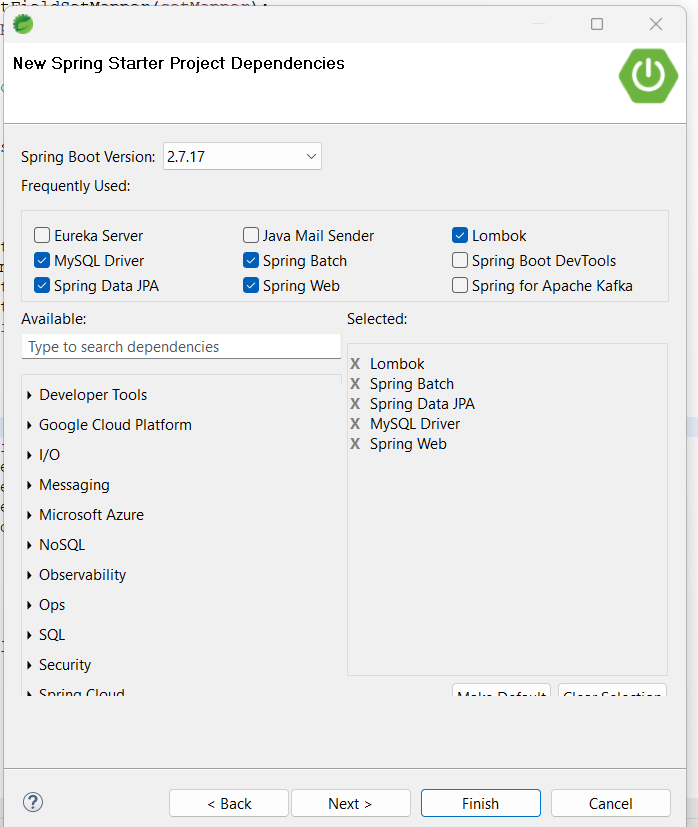 tFieldSetMapper(getMapper);
New Spring Starter Project Dependencies
Spring Boot Version: 2.7.17
Frequently Used:
Eureka Server Java Mail Sender Lombok
MySQL Driver Spring Batch Spring Boot DevTools
Spring Data JPA Spring Web Spring for Apache Kafka
Available: Selected:
Type to search dependencies
X Lombok
X Spring Batch
X Spring Data JPA
X MySQL Driver
X Spring Web
Developer Tools
Google Cloud Platform
I/O
Messaging
Microsoft Azure
NoSQL
Observability
Ops
SQL
Security
Spring Cloud
Make Default Clear Selection
? < Back Next > Finish Cancel